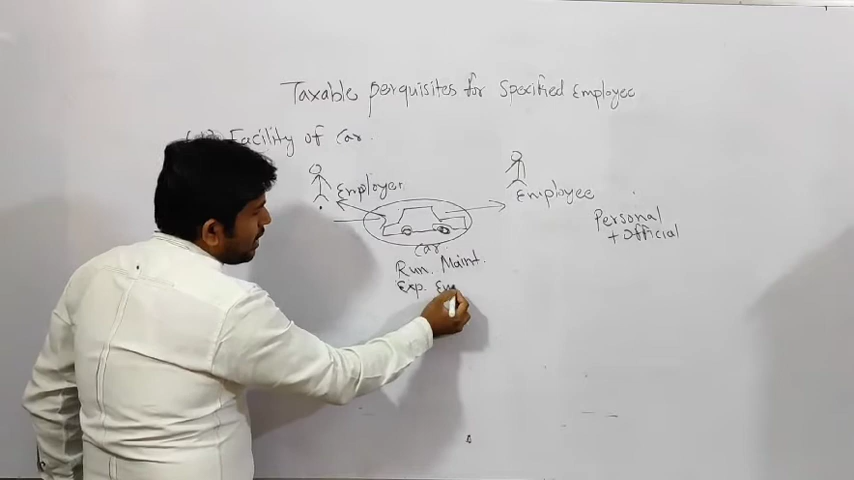 Taxable perquisites for Specified Employee
Facility of Car.
Employer
Employee
Personal
+ Official
Car.
Run. Maint.
Exp.